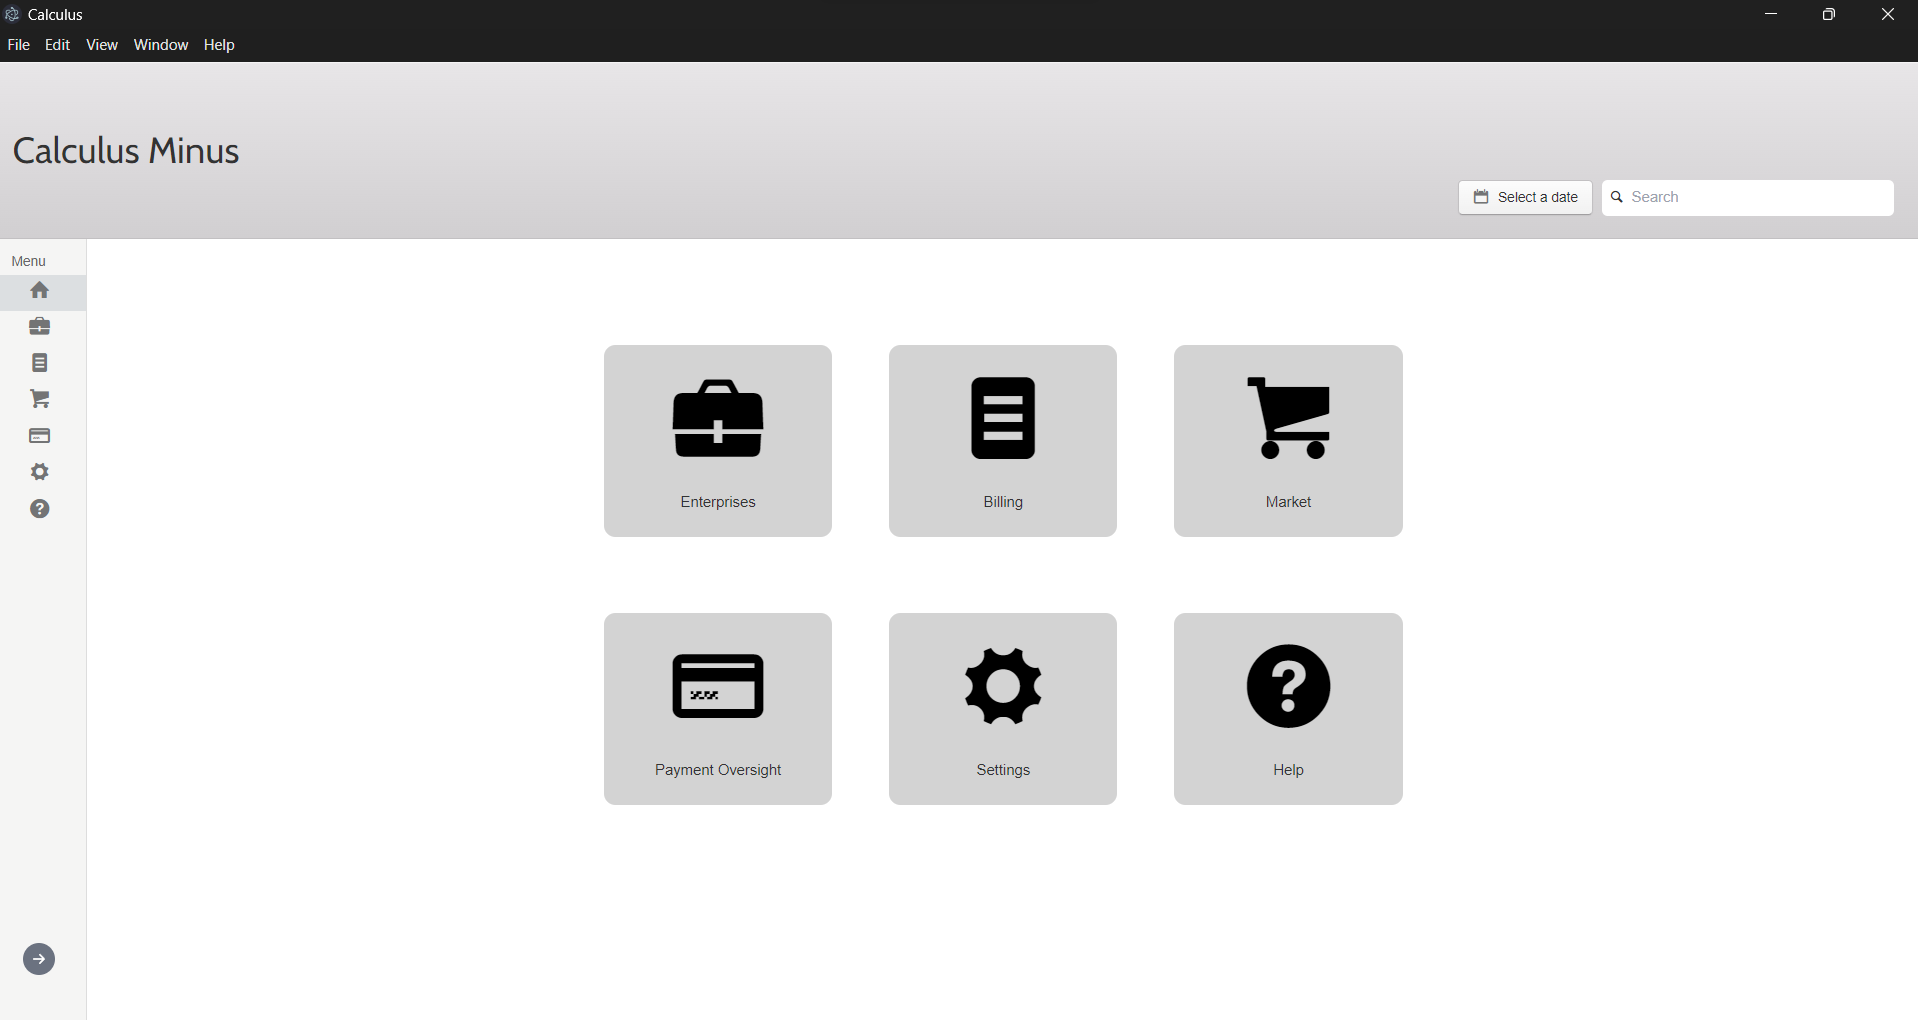 Calculus
File Edit View Window Help
Calculus Minus
Select a date
Search
Menu
Enterprises
Billing
Market
Payment Oversight
Settings
Help